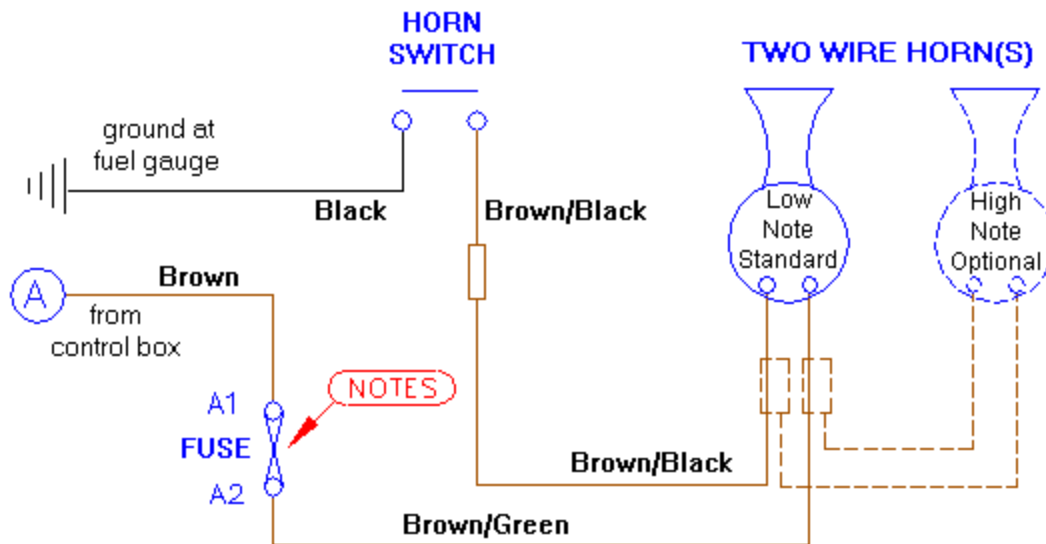 HORN
SWITCH
TWO WIRE HORN(S)
ground at
fuel gauge
Black
Brown/Black
Low
Note
Standard
High
Note
Optional
A
Brown
from
control box
NOTES
A1
FUSE
A2
Brown/Black
Brown/Green